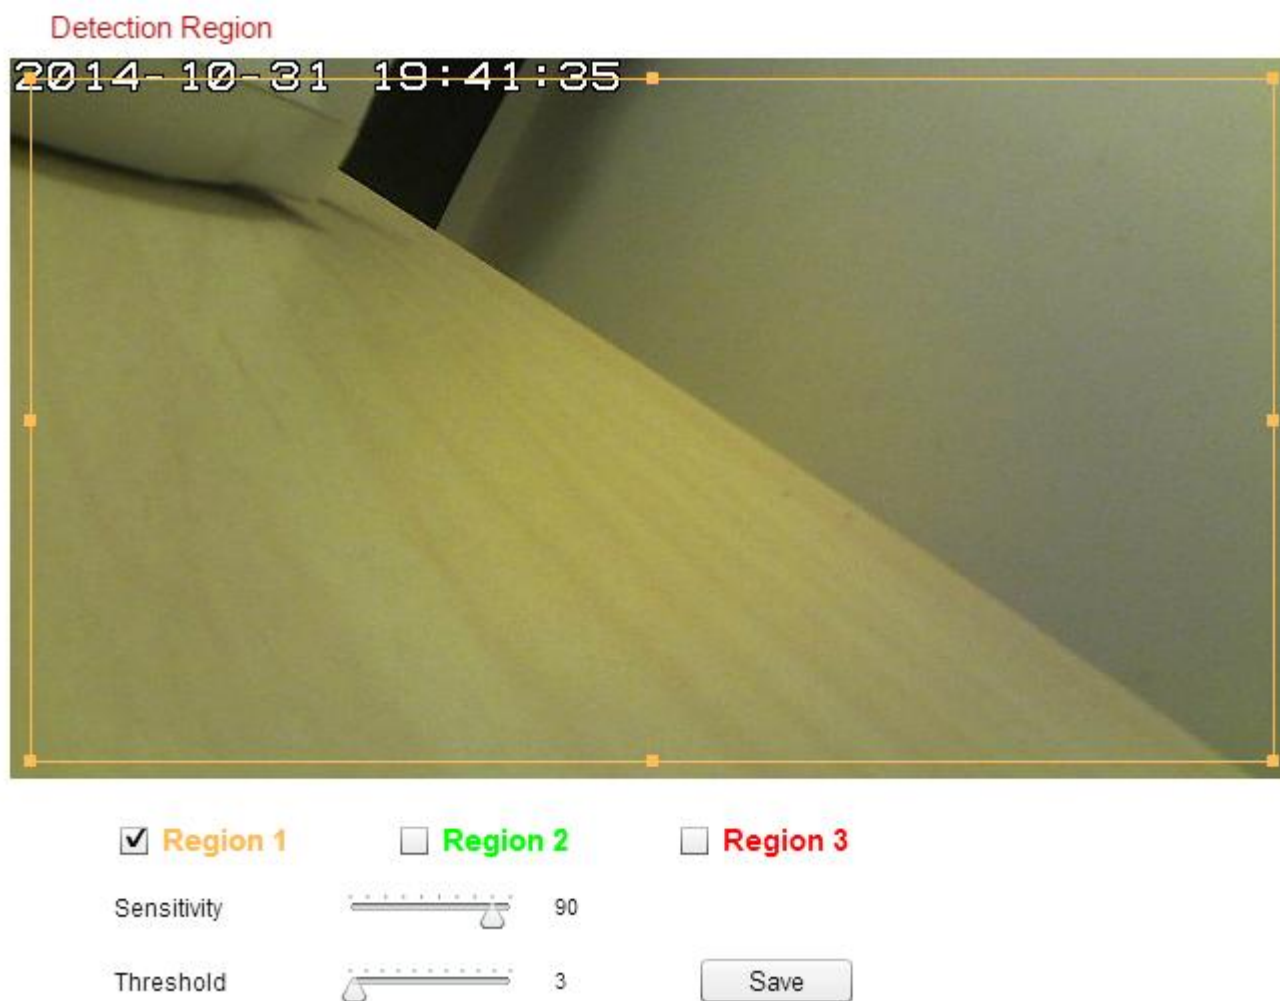 Detection Region
2014-10-31 19:41:35
Region 1 Region 2 Region 3
Sensitivity 90
Threshold 3 Save